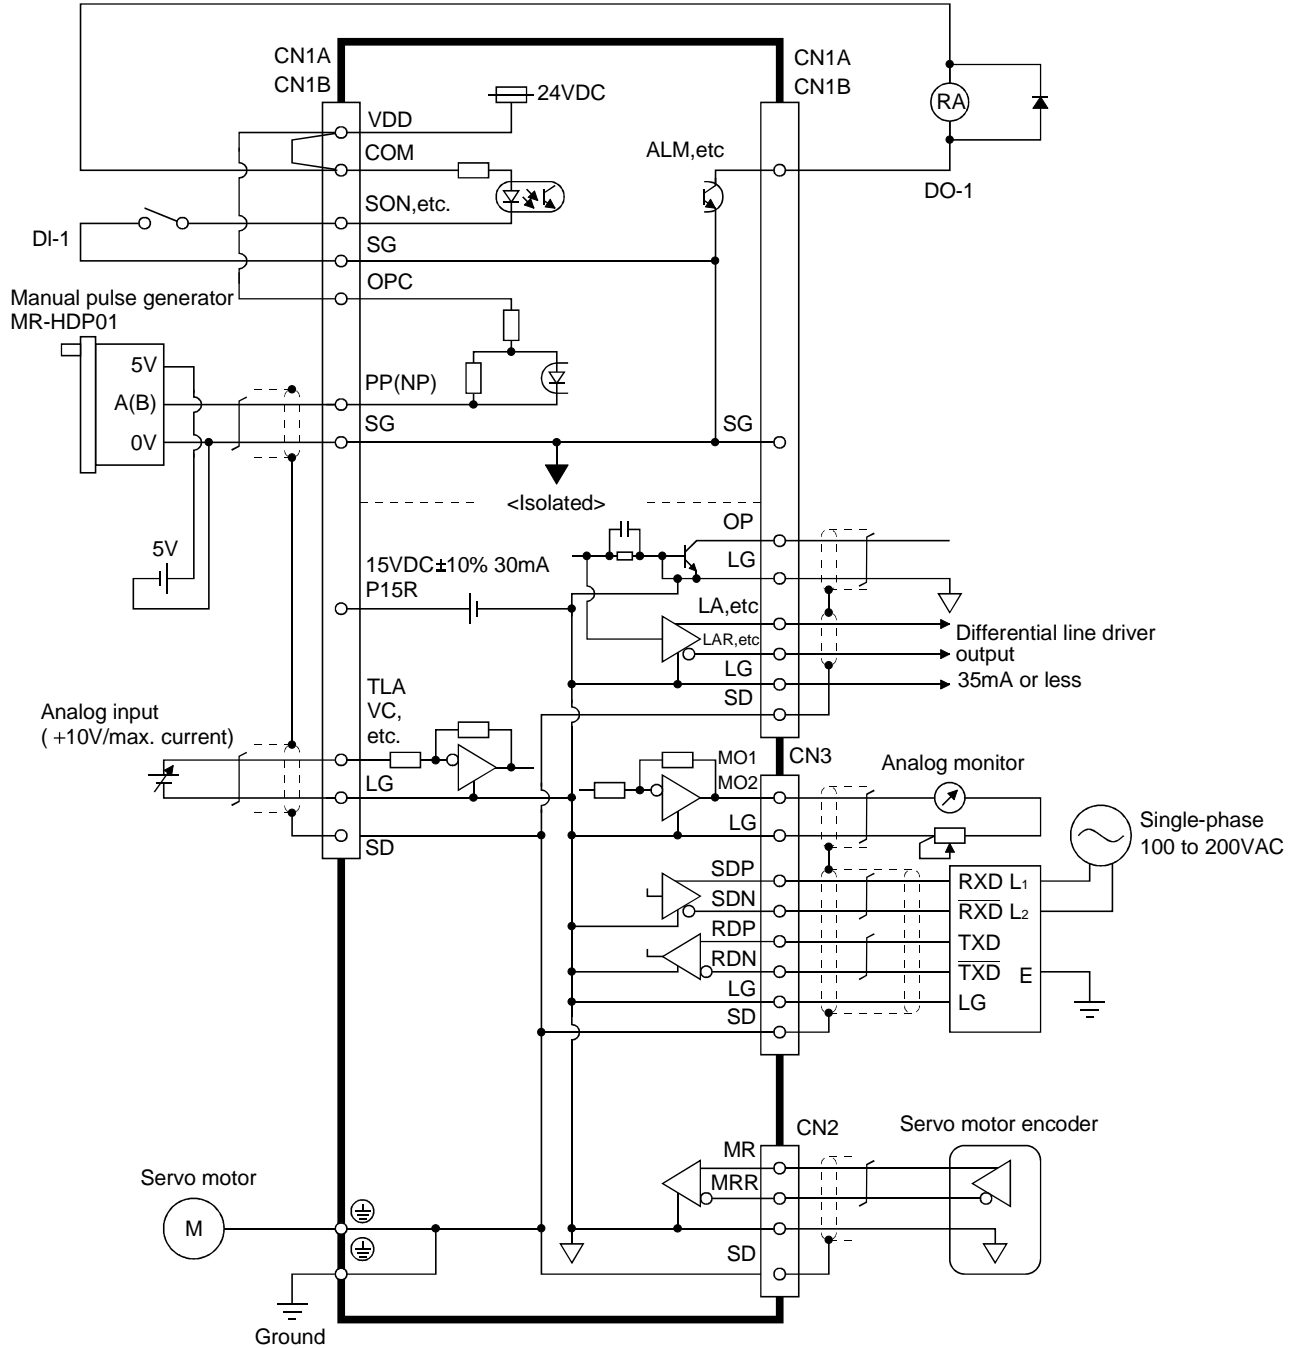 CN1A
CN1B
CN1A
CN1B
24VDC
RA
VDD
COM
ALM,etc
DO-1
SON,etc.
DI-1
SG
OPC
Manual pulse generator
MR-HDP01
5V
A(B)
0V
PP(NP)
SG
SG
<Isolated>
OP
5V
15VDC±10% 30mA
P15R
LG
LA,etc
LAR,etc
LG
SD
Differential line driver
output
35mA or less
Analog input
( +10V/max. current)
TLA
VC,
etc.
LG
SD
CN3
MO1
MO2
LG
Analog monitor
Single-phase
100 to 200VAC
SDP
SDN
RDP
RDN
LG
SD
RXD L1
RXD L2
TXD
TXD E
LG
CN2
Servo motor encoder
MR
MRR
SD
Servo motor
M
Ground